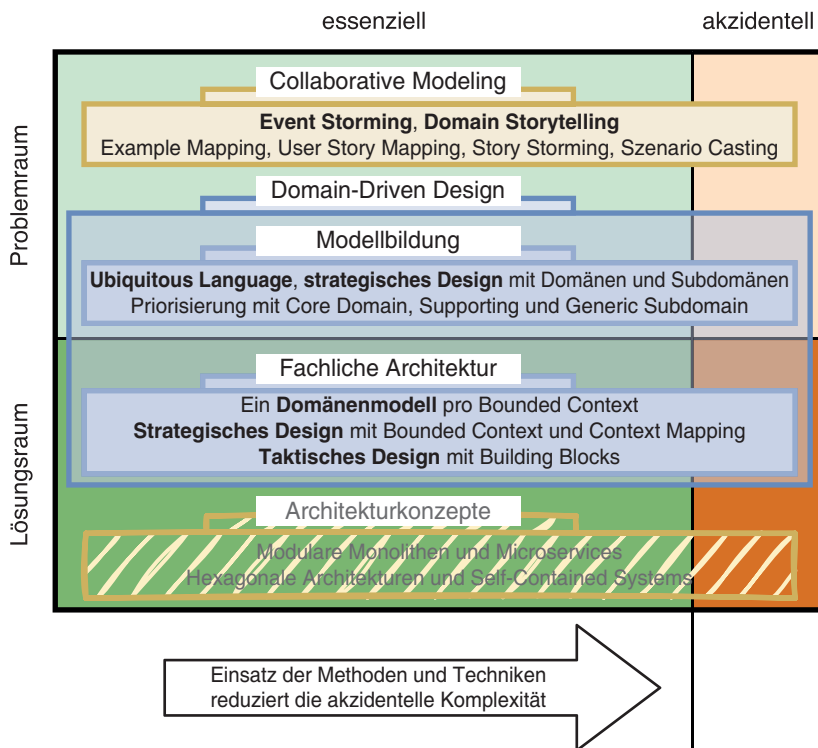 essenziell
akzidentell
Problemraum
Collaborative Modeling
Event Storming, Domain Storytelling
Example Mapping, User Story Mapping, Story Storming, Szenario Casting
Domain-Driven Design
Modellbildung
Ubiquitous Language, strategisches Design mit Domänen und Subdomänen
Priorisierung mit Core Domain, Supporting und Generic Subdomain
Lösungsraum
Fachliche Architektur
Ein Domänenmodell pro Bounded Context
Strategisches Design mit Bounded Context und Context Mapping
Taktisches Design mit Building Blocks
Architekturkonzepte
Modulare Monolithen und Microservices
Hexagonale Architekturen und Self-Contained Systems
Einsatz der Methoden und Techniken
reduziert die akzidentelle Komplexität